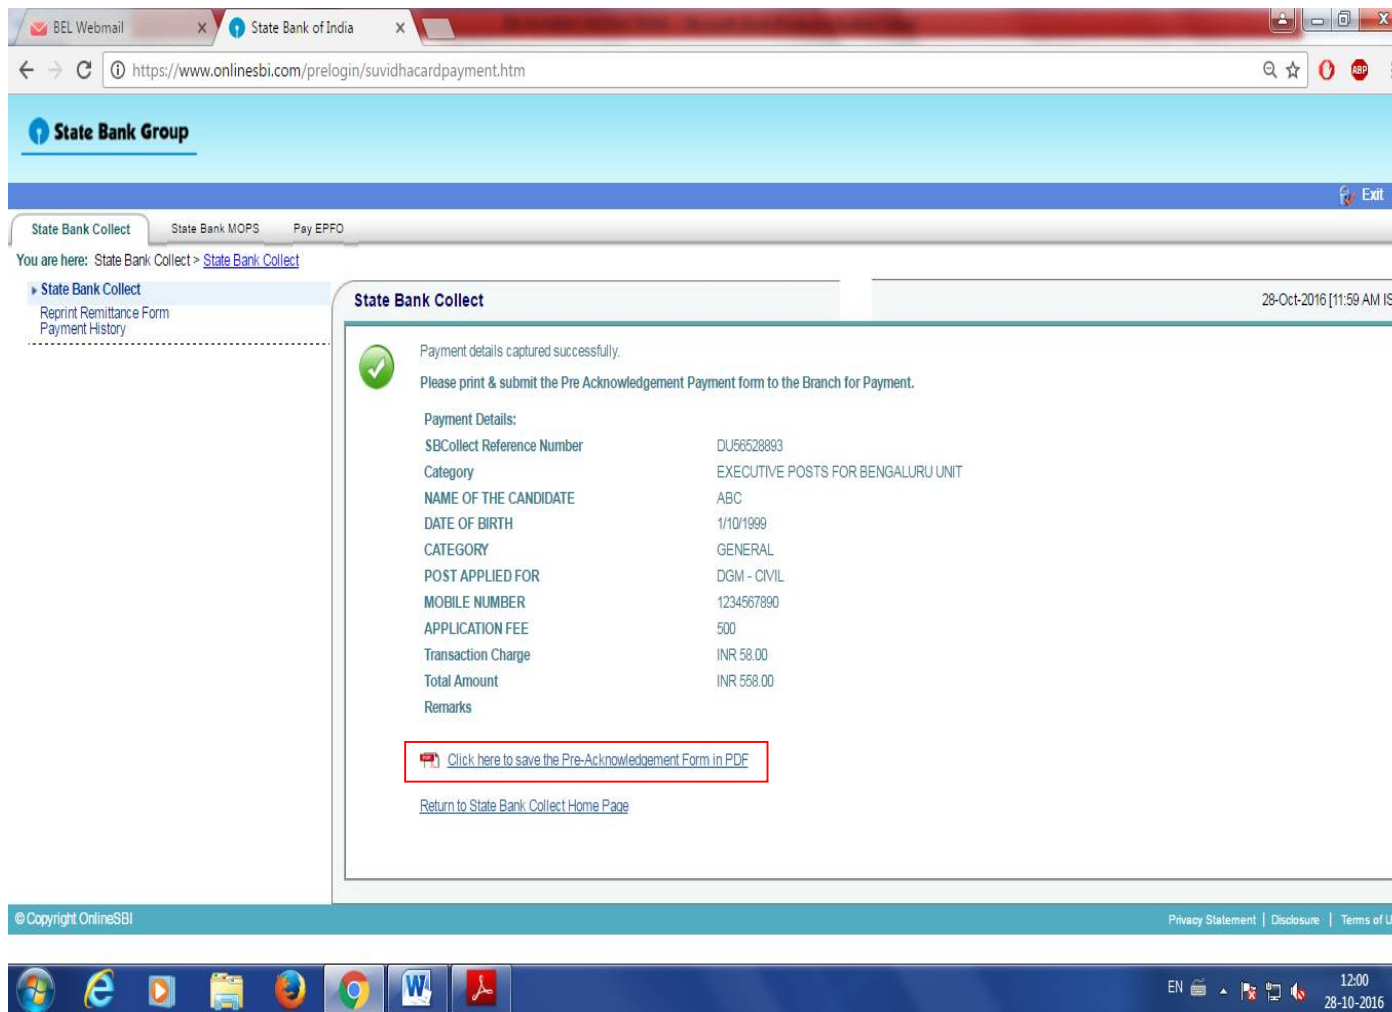 BEL Webmail
State Bank of India
https://www.onlinesbi.com/prelogin/suvidhacardpayment.htm
ABP
State Bank Group
Exit
State Bank Collect State Bank MOPS Pay EPFO
You are here: State Bank Collect > State Bank Collect
State Bank Collect
Reprint Remittance Form
Payment History
State Bank Collect
28-Oct-2016 [11:59 AM IS
Payment details captured successfully.
Please print & submit the Pre Acknowledgement Payment form to the Branch for Payment.
Payment Details:
SBCollect Reference Number DU56528893
Category EXECUTIVE POSTS FOR BENGALURU UNIT
NAME OF THE CANDIDATE ABC
DATE OF BIRTH 1/10/1999
CATEGORY GENERAL
POST APPLIED FOR DGM - CIVIL
MOBILE NUMBER 1234567890
APPLICATION FEE 500
Transaction Charge INR 58.00
Total Amount INR 558.00
Remarks
Click here to save the Pre-Acknowledgement Form in PDF
Return to State Bank Collect Home Page
© Copyright OnlineSBI
Privacy Statement | Disclosure | Terms of U
EN
12:00
28-10-2016